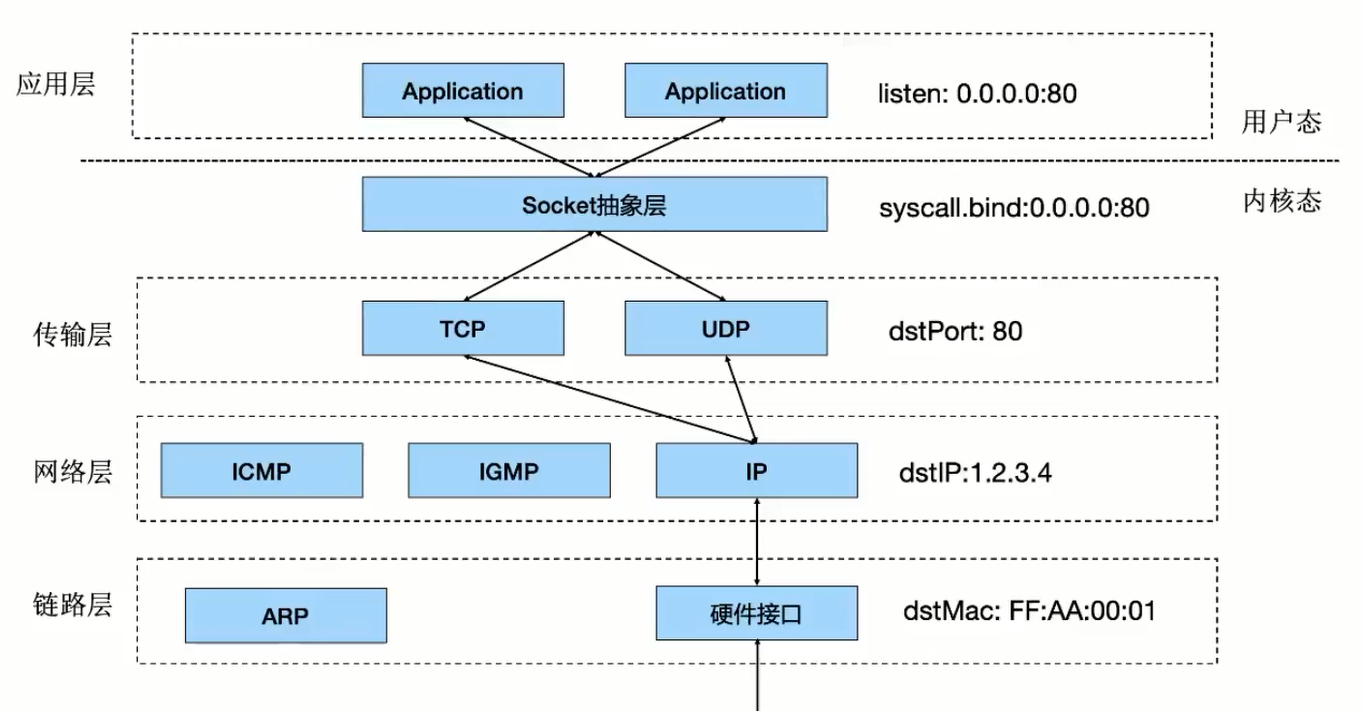 应用层
Application
Application
listen: 0.0.0.0:80
用户态
Socket抽象层
syscall.bind:0.0.0.0:80
内核态
传输层
TCP
UDP
dstPort: 80
网络层
ICMP
IGMP
IP
dstIP:1.2.3.4
链路层
ARP
硬件接口
dstMac: FF:AA:00:01